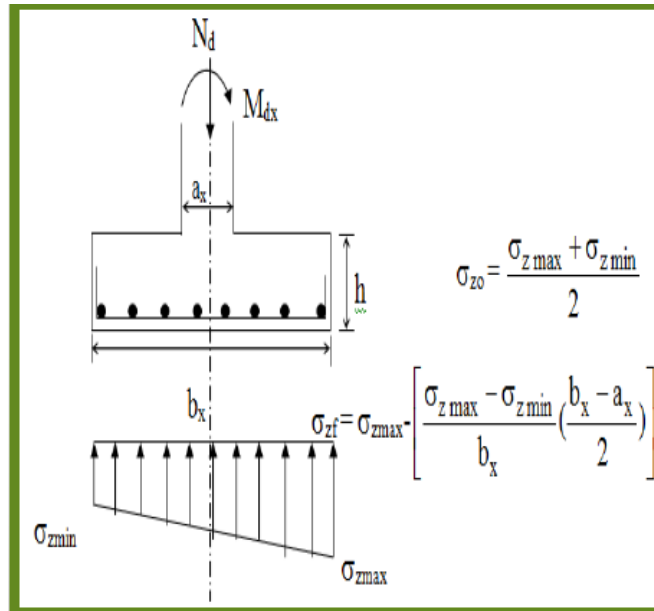 N_d
M_dx
a_x
h
σ_zo = (σ_z max + σ_z min) / 2
b_x
σ_zf = σ_zmax - [ (σ_z max − σ_z min) / b_x ( (b_x − a_x) / 2 ) ]
σ_zmin
σ_zmax